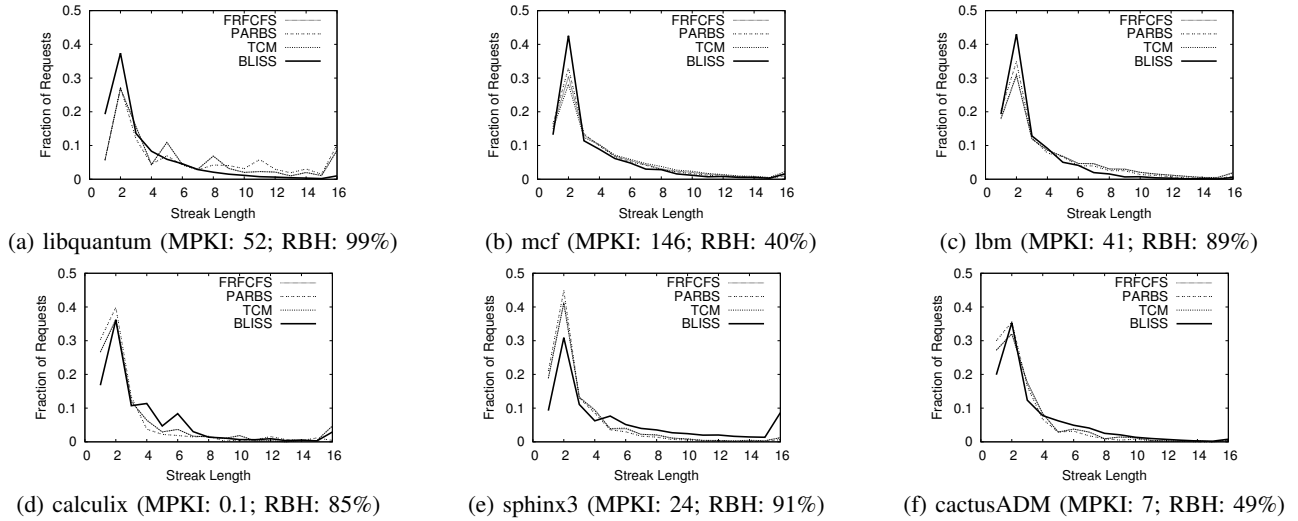 Fraction of Requests
0.5
0.4
0.3
0.2
0.1
0
0 2 4 6 8 10 12 14 16
Streak Length
FRFCFS
PARBS
TCM
BLISS
(a) libquantum (MPKI: 52; RBH: 99%)
Fraction of Requests
0.5
0.4
0.3
0.2
0.1
0
0 2 4 6 8 10 12 14 16
Streak Length
FRFCFS
PARBS
TCM
BLISS
(b) mcf (MPKI: 146; RBH: 40%)
Fraction of Requests
0.5
0.4
0.3
0.2
0.1
0
0 2 4 6 8 10 12 14 16
Streak Length
FRFCFS
PARBS
TCM
BLISS
(c) lbm (MPKI: 41; RBH: 89%)
Fraction of Requests
0.5
0.4
0.3
0.2
0.1
0
0 2 4 6 8 10 12 14 16
Streak Length
FRFCFS
PARBS
TCM
BLISS
(d) calculix (MPKI: 0.1; RBH: 85%)
Fraction of Requests
0.5
0.4
0.3
0.2
0.1
0
0 2 4 6 8 10 12 14 16
Streak Length
FRFCFS
PARBS
TCM
BLISS
(e) sphinx3 (MPKI: 24; RBH: 91%)
Fraction of Requests
0.5
0.4
0.3
0.2
0.1
0
0 2 4 6 8 10 12 14 16
Streak Length
FRFCFS
PARBS
TCM
BLISS
(f) cactusADM (MPKI: 7; RBH: 49%)